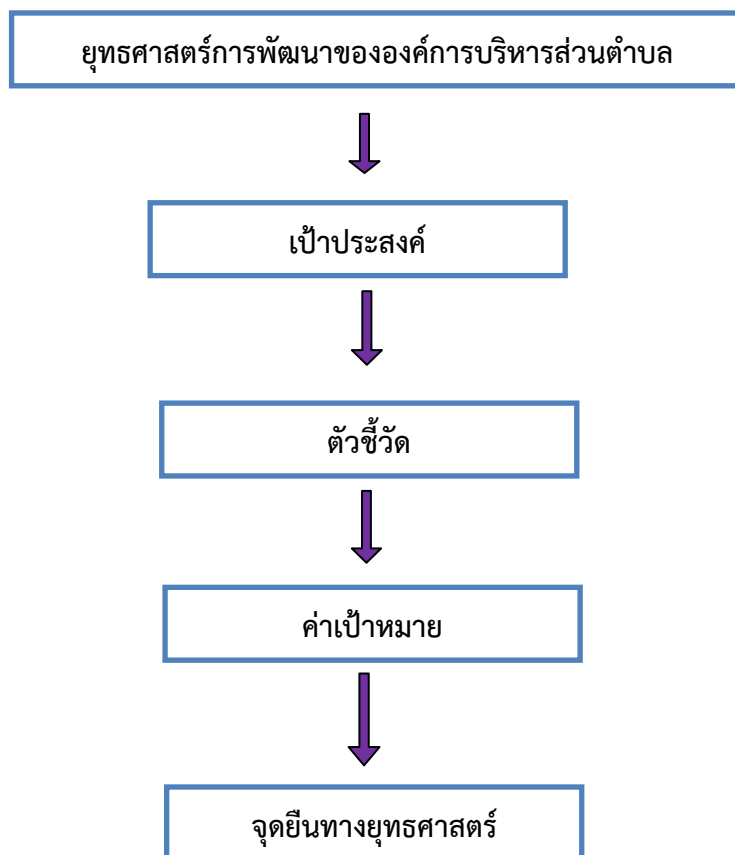 ยุทธศาสตร์การพัฒนาขององค์การบริหารส่วนตำบล
เป้าประสงค์
ตัวชี้วัด
ค่าเป้าหมาย
จุดยืนทางยุทธศาสตร์